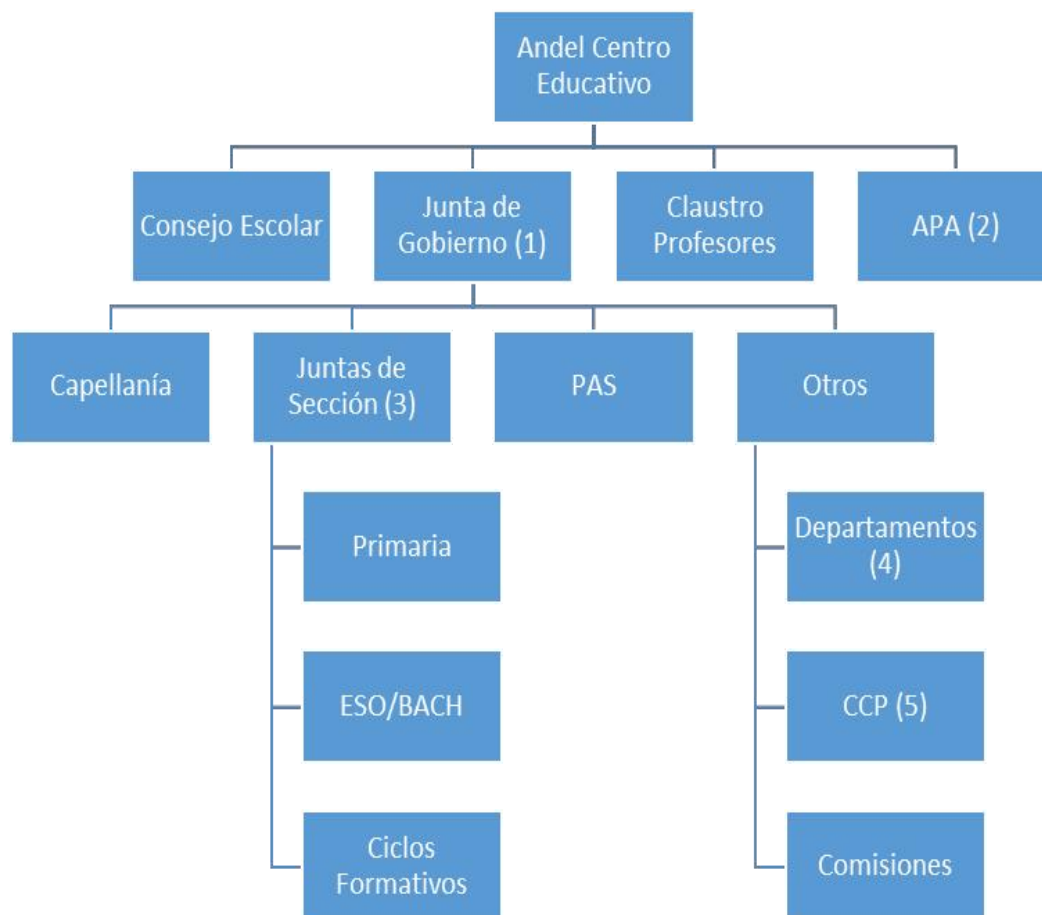 Andel Centro
Educativo
Consejo Escolar
Junta de
Gobierno (1)
Claustro
Profesores
APA (2)
Capellanía
Juntas de
Sección (3)
PAS
Otros
Primaria
ESO/BACH
Ciclos
Formativos
Departamentos
(4)
CCP (5)
Comisiones